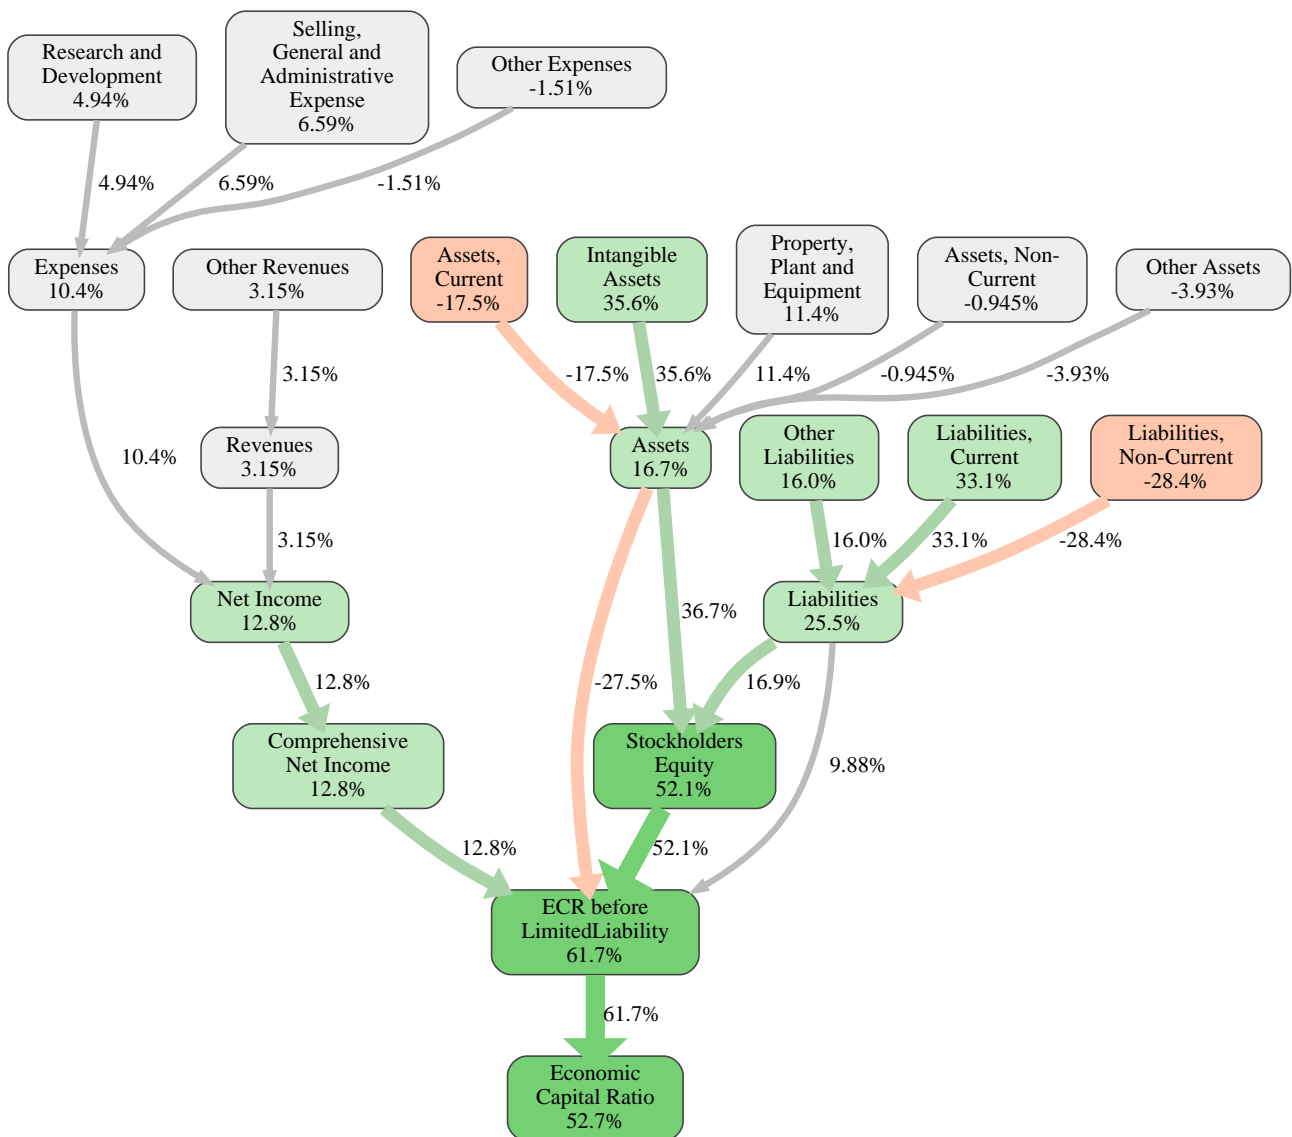 Research and
Development
4.94%
Selling,
General and
Administrative
Expense
6.59%
Other Expenses
-1.51%
4.94%
6.59%
-1.51%
Expenses
10.4%
Other Revenues
3.15%
Assets,
Current
-17.5%
Intangible
Assets
35.6%
Property,
Plant and
Equipment
11.4%
Assets, Non-
Current
-0.945%
Other Assets
-3.93%
3.15%
-17.5%
35.6%
11.4%
-0.945%
-3.93%
10.4%
Revenues
3.15%
Assets
16.7%
Other
Liabilities
16.0%
Liabilities,
Current
33.1%
Liabilities,
Non-Current
-28.4%
3.15%
16.0%
33.1%
-28.4%
Net Income
12.8%
36.7%
Liabilities
25.5%
12.8%
-27.5%
16.9%
Comprehensive
Net Income
12.8%
Stockholders
Equity
52.1%
9.88%
12.8%
52.1%
ECR before
LimitedLiability
61.7%
61.7%
Economic
Capital Ratio
52.7%